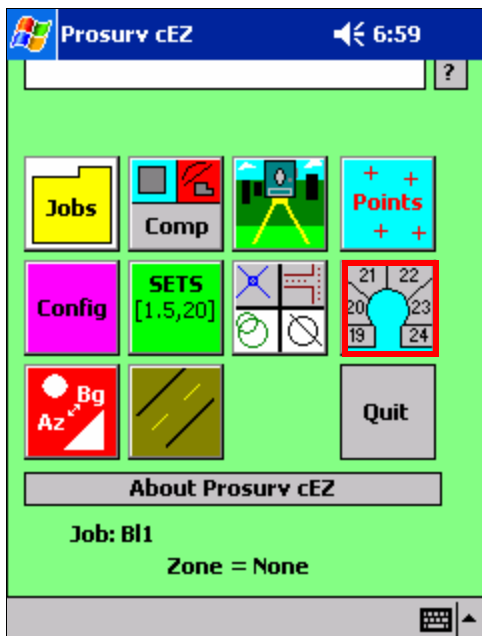 Prosurv cEZ 6:59
?
Jobs
Comp
Points
Config
SETS
[1.5,20]
21 22
20 23
19 24
Bg
Az
Quit
About Prosurv cEZ
Job: Bl1
Zone = None